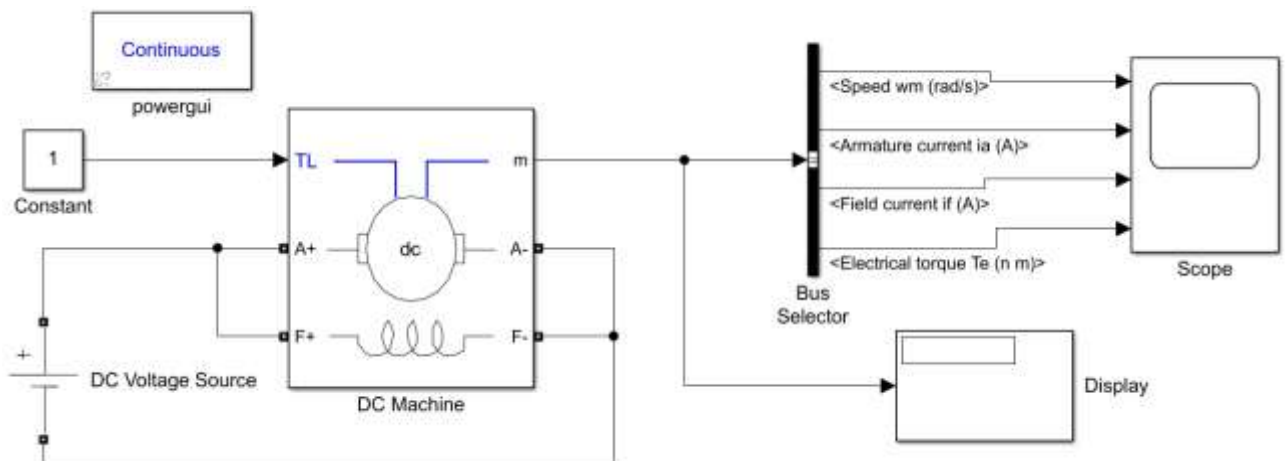 Continuous
powergui
1
Constant
TL
m
A+
dc
A-
F+
F-
DC Machine
+
DC Voltage Source
<Speed wm (rad/s)>
<Armature current ia (A)>
<Field current if (A)>
<Electrical torque Te (n m)>
Bus
Selector
Scope
Display